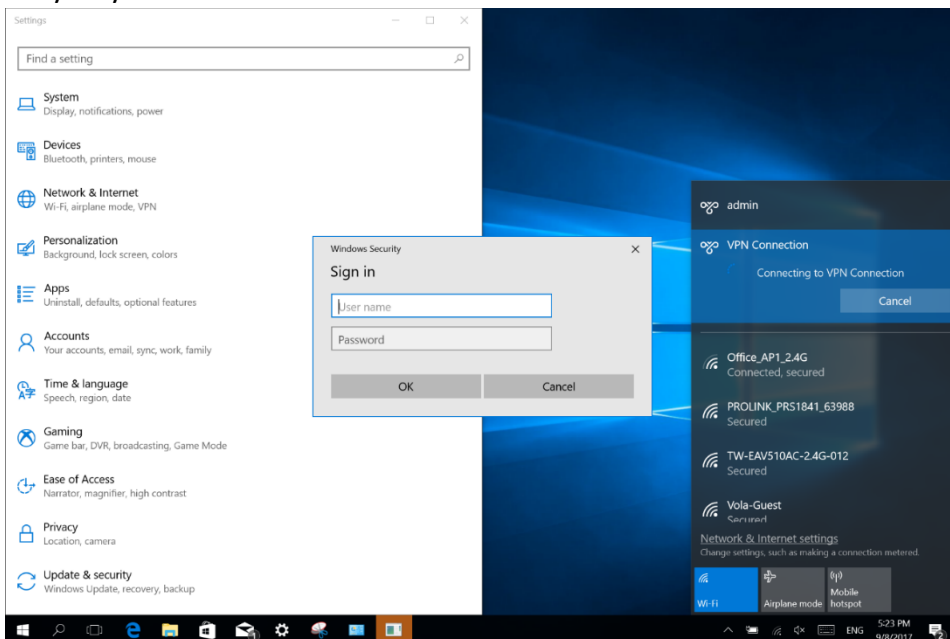 Settings
Find a setting
System
Display, notifications, power
Devices
Bluetooth, printers, mouse
Network & Internet
Wi-Fi, airplane mode, VPN
Personalization
Background, lock screen, colors
Apps
Uninstall, defaults, optional features
Accounts
Your accounts, email, sync, work, family
Time & language
Speech, region, date
Gaming
Game bar, DVR, broadcasting, Game Mode
Ease of Access
Narrator, magnifier, high contrast
Privacy
Location, camera
Update & security
Windows Update, recovery, backup
Windows Security
Sign in
User name
Password
OK Cancel
admin
VPN Connection
Connecting to VPN Connection
Cancel
Office_AP1_2.4G
Connected, secured
PROLINK_PRS1841_63988
Secured
TW-EAV510AC-2.4G-012
Secured
Vola-Guest
Secured
Network & Internet settings
Change settings, such as making a connection metered.
Wi-Fi
Airplane mode
Mobile
hotspot
ENG
5:23 PM
9/8/2017